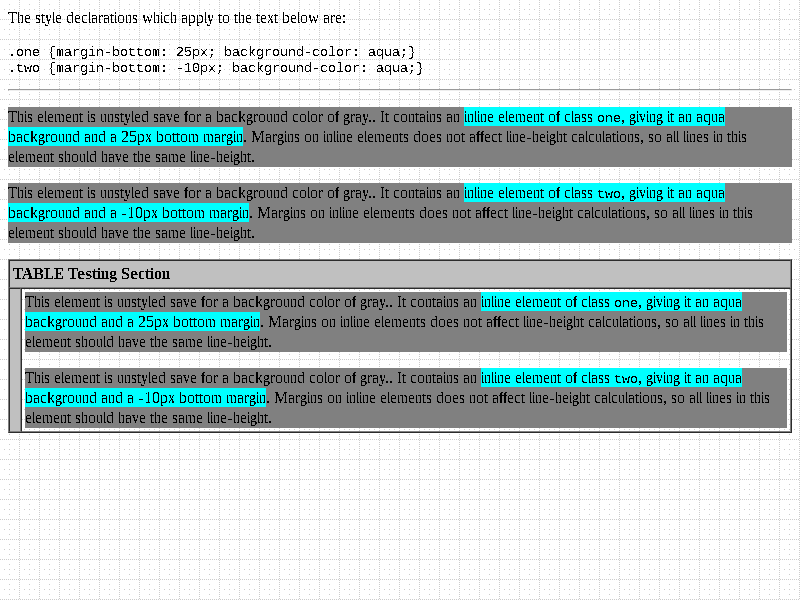 The style declarations which apply to the text below are:
.one {margin-bottom: 25px; background-color: aqua;}
.two {margin-bottom: -10px; background-color: aqua;}
This element is unstyled save for a background color of gray.. It contains an inline element of class one, giving it an aqua
background and a 25px bottom margin. Margins on inline elements does not affect line-height calculations, so all lines in this
element should have the same line-height.
This element is unstyled save for a background color of gray.. It contains an inline element of class two, giving it an aqua
background and a -10px bottom margin. Margins on inline elements does not affect line-height calculations, so all lines in this
element should have the same line-height.
TABLE Testing Section
This element is unstyled save for a background color of gray.. It contains an inline element of class one, giving it an aqua
background and a 25px bottom margin. Margins on inline elements does not affect line-height calculations, so all lines in this
element should have the same line-height.
This element is unstyled save for a background color of gray.. It contains an inline element of class two, giving it an aqua
background and a -10px bottom margin. Margins on inline elements does not affect line-height calculations, so all lines in this
element should have the same line-height.